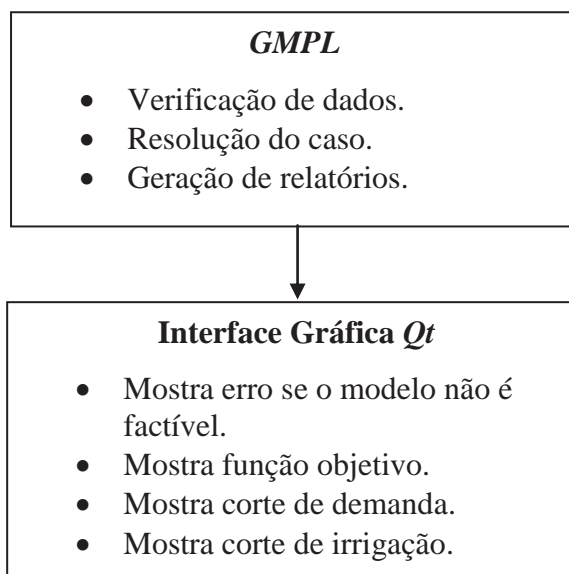 GMPL
• Verificação de dados.
• Resolução do caso.
• Geração de relatórios.
Interface Gráfica Qt
• Mostra erro se o modelo não é
factível.
• Mostra função objetivo.
• Mostra corte de demanda.
• Mostra corte de irrigação.